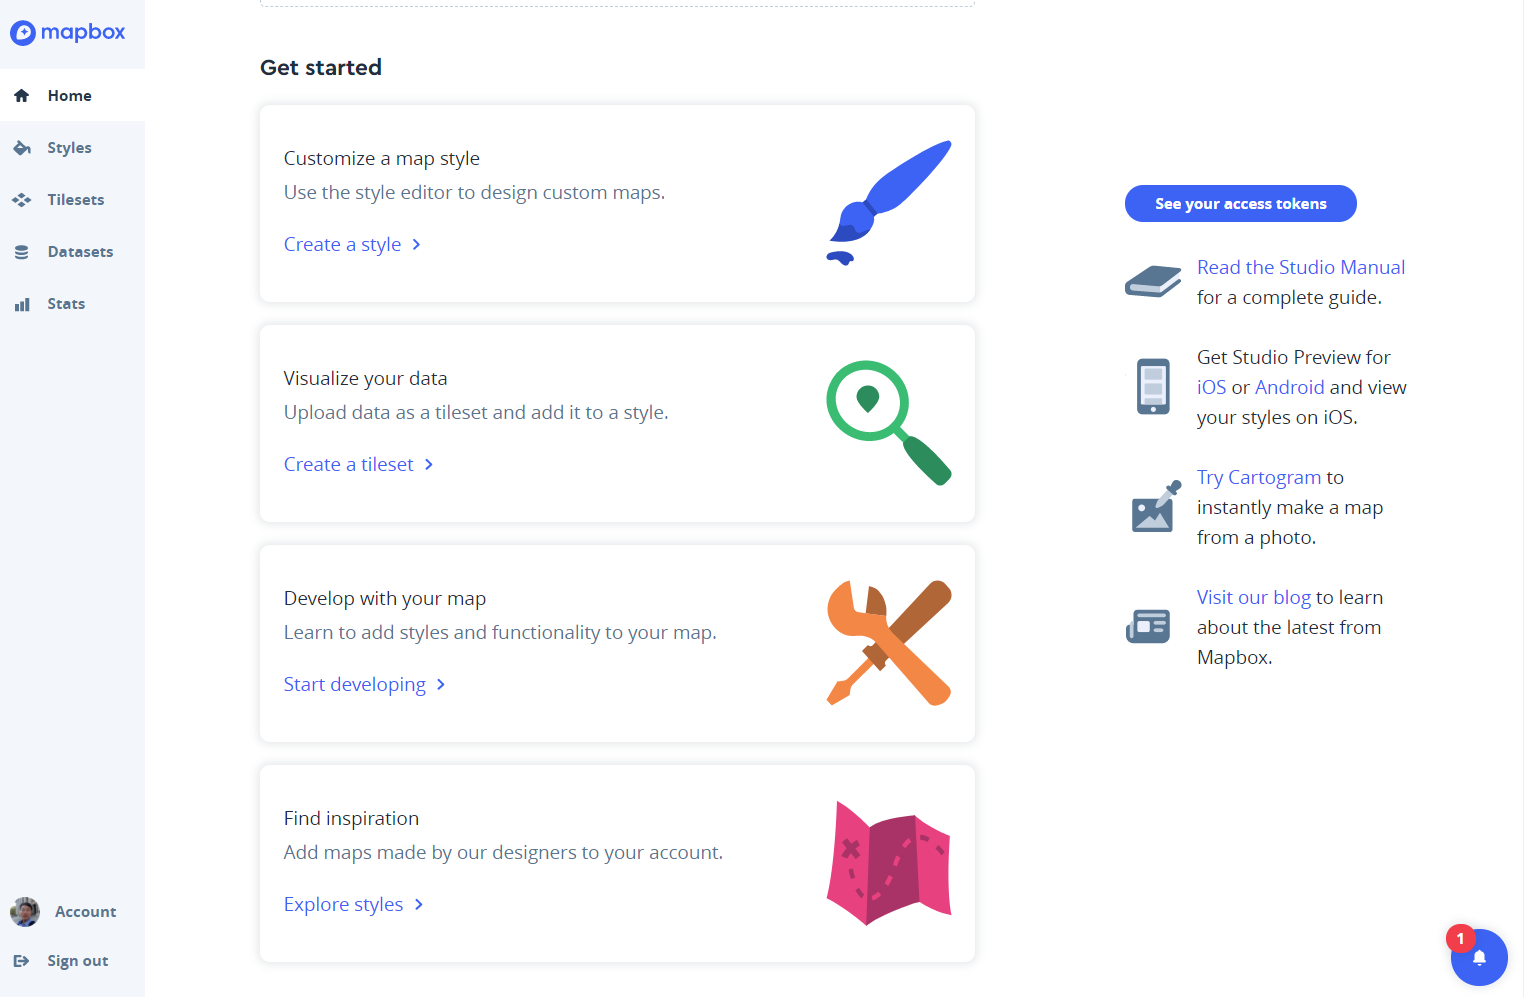 mapbox
Home
Styles
Tilesets
Datasets
Stats
Account
Sign out
Get started
Customize a map style
Use the style editor to design custom maps.
Create a style
Visualize your data
Upload data as a tileset and add it to a style.
Create a tileset
Develop with your map
Learn to add styles and functionality to your map.
Start developing
Find inspiration
Add maps made by our designers to your account.
Explore styles
See your access tokens
Read the Studio Manual
for a complete guide.
Get Studio Preview for
iOS or Android and view
your styles on iOS.
Try Cartogram to
instantly make a map
from a photo.
Visit our blog to learn
about the latest from
Mapbox.
1